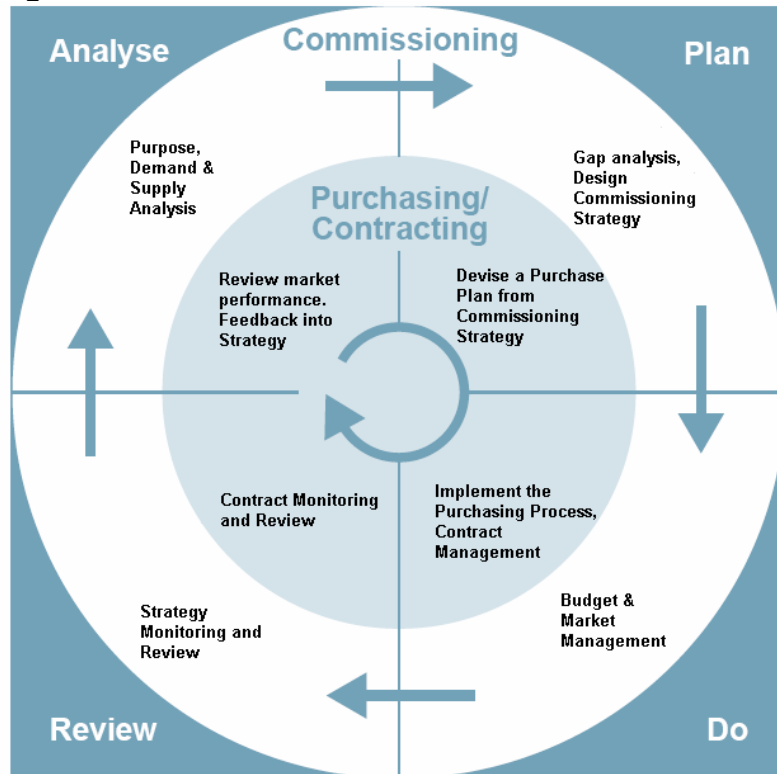 Analyse
Commissioning
Plan
Purpose,
Demand &
Supply
Analysis
Gap analysis,
Design
Commissioning
Strategy
Purchasing/
Contracting
Review market
performance.
Feedback into
Strategy
Devise a Purchase
Plan from
Commissioning
Strategy
Contract Monitoring
and Review
Implement the
Purchasing Process,
Contract
Management
Strategy
Monitoring and
Review
Budget &
Market
Management
Review
Do